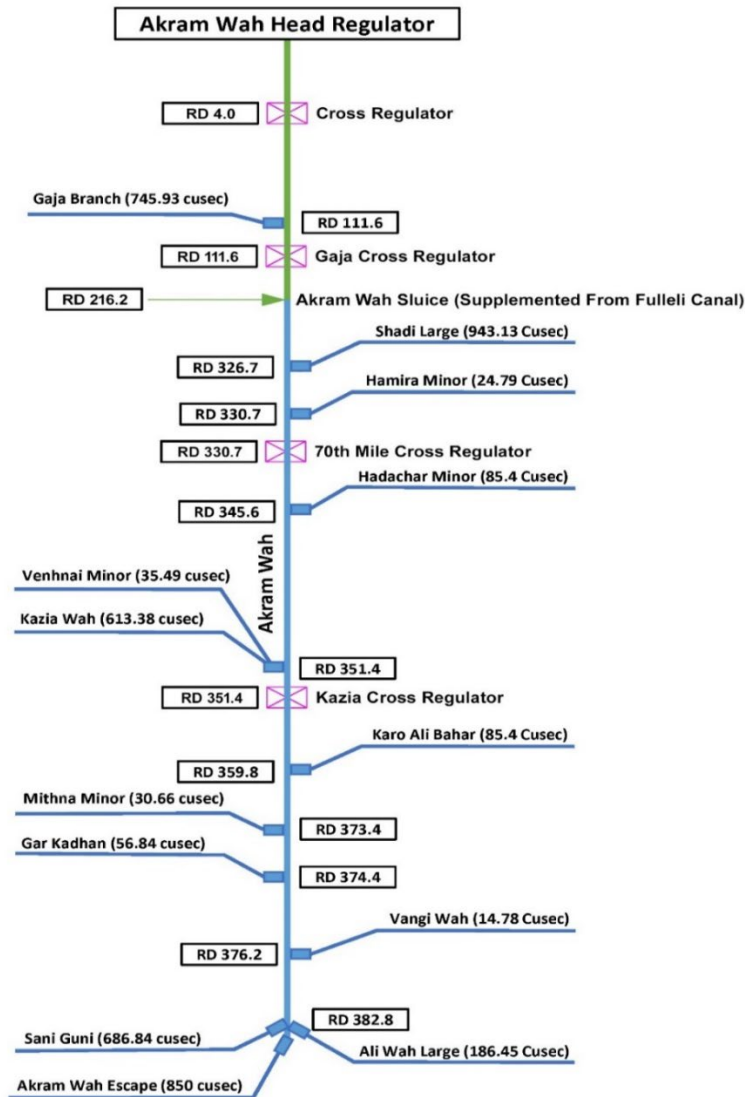 Akram Wah Head Regulator
RD 4.0
Cross Regulator
Gaja Branch (745.93 cusec)
RD 111.6
RD 111.6
Gaja Cross Regulator
RD 216.2
Akram Wah Sluice (Supplemented From Fulleli Canal)
Shadi Large (943.13 Cusec)
RD 326.7
Hamira Minor (24.79 Cusec)
RD 330.7
RD 330.7
70th Mile Cross Regulator
Hadachar Minor (85.4 Cusec)
RD 345.6
Akram Wah
Venhnai Minor (35.49 cusec)
Kazia Wah (613.38 cusec)
RD 351.4
RD 351.4
Kazia Cross Regulator
Karo Ali Bahar (85.4 Cusec)
RD 359.8
Mithna Minor (30.66 cusec)
RD 373.4
Gar Kadhan (56.84 cusec)
RD 374.4
Vangi Wah (14.78 Cusec)
RD 376.2
RD 382.8
Sani Guni (686.84 cusec)
Ali Wah Large (186.45 Cusec)
Akram Wah Escape (850 cusec)